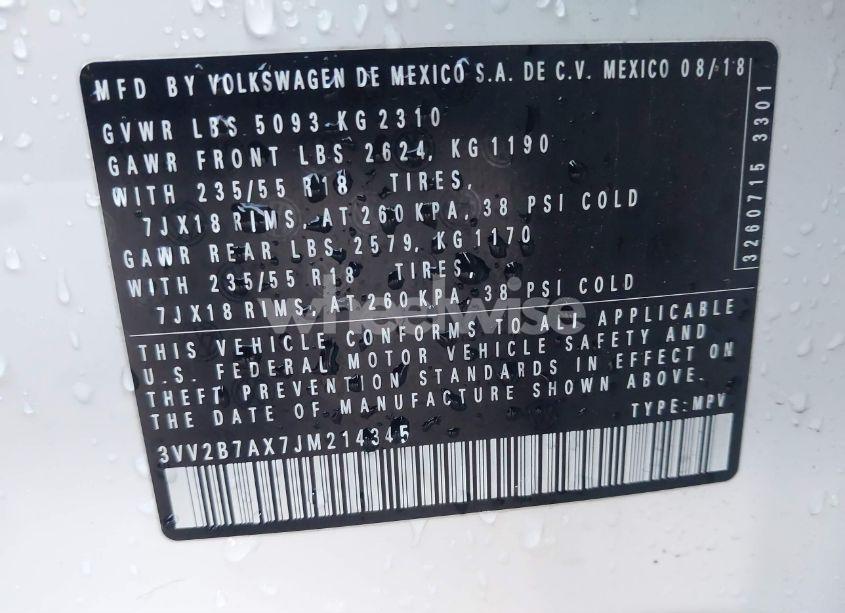 MFD BY VOLKSWAGEN DE MEXICO S.A. DE C.V. MEXICO 08/18
GVWR LBS 5093 KG 2310
GAWR FRONT LBS 2624, KG 1190
WITH 235/55 R18 TIRES,
7JX18 RIMS, AT 260 KPA, 38 PSI COLD
GAWR REAR LBS 2579, KG 1170
WITH 235/55 R18 TIRES,
7JX18 RIMS, AT 260 KPA, 38 PSI COLD
THIS VEHICLE CONFORMS TO ALL APPLICABLE
U.S. FEDERAL MOTOR VEHICLE SAFETY AND
THEFT PREVENTION STANDARDS IN EFFECT ON
THE DATE OF MANUFACTURE SHOWN ABOVE.
TYPE: MPV
3VV2B7AX7JM214345
3260715 3301
wheelwise